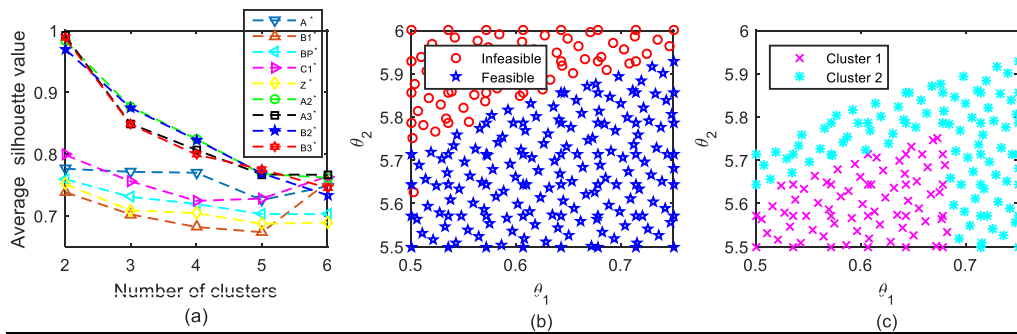 A*
B1*
BP*
C1*
Z*
A2*
A3*
B2*
B3*
Average silhouette value
1
0.9
0.8
0.7
2 3 4 5 6
Number of clusters
(a)
Infeasible
Feasible
θ2
6
5.9
5.8
5.7
5.6
5.5
0.5 0.6 0.7
θ1
(b)
Cluster 1
Cluster 2
θ2
6
5.9
5.8
5.7
5.6
5.5
0.5 0.6 0.7
θ1
(c)